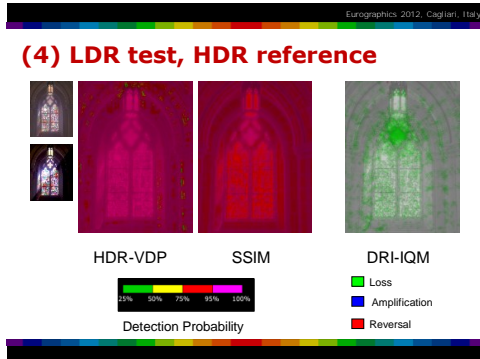 Eurographics 2012, Cagliari, Italy
(4) LDR test, HDR reference
HDR-VDP SSIM DRI-IQM
25% 50% 75% 95% 100%
Detection Probability
Loss
Amplification
Reversal